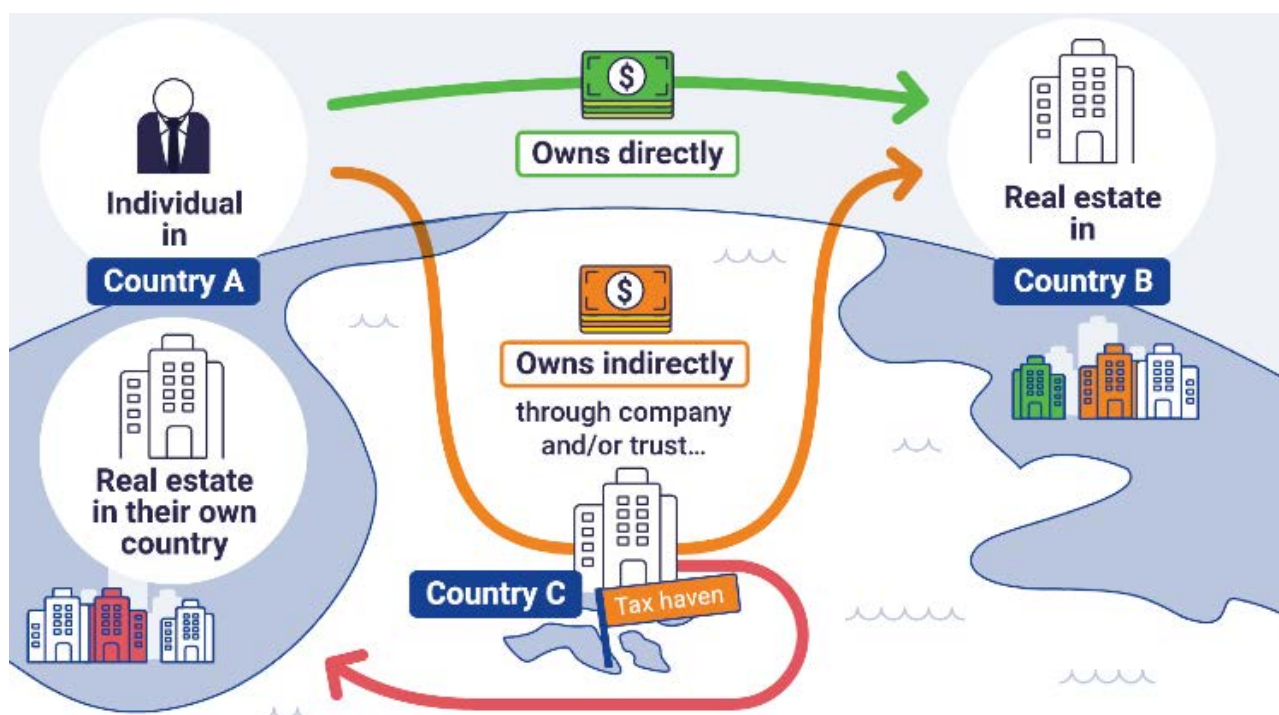 $
Owns directly
Individual
in
Country A
Real estate
in
Country B
$
Owns indirectly
through company
and/or trust...
Real estate
in their own
country
Country C
Tax haven